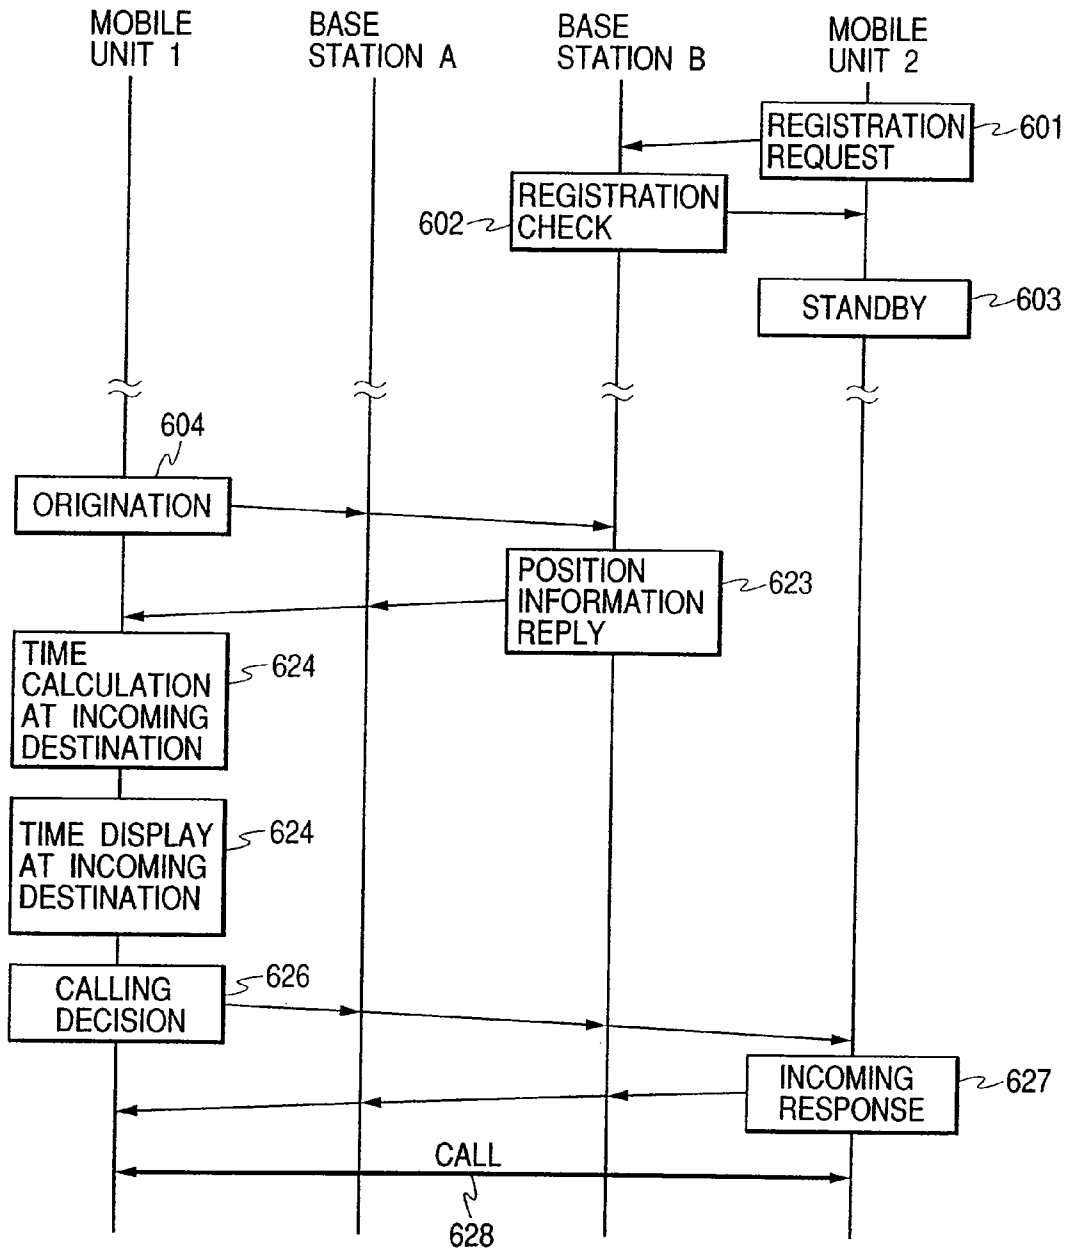 MOBILE
UNIT 1
BASE
STATION A
BASE
STATION B
MOBILE
UNIT 2
REGISTRATION
REQUEST
601
REGISTRATION
CHECK
602
STANDBY
603
604
ORIGINATION
POSITION
INFORMATION
REPLY
623
TIME
CALCULATION
AT INCOMING
DESTINATION
624
TIME DISPLAY
AT INCOMING
DESTINATION
624
CALLING
DECISION
626
INCOMING
RESPONSE
627
CALL
628